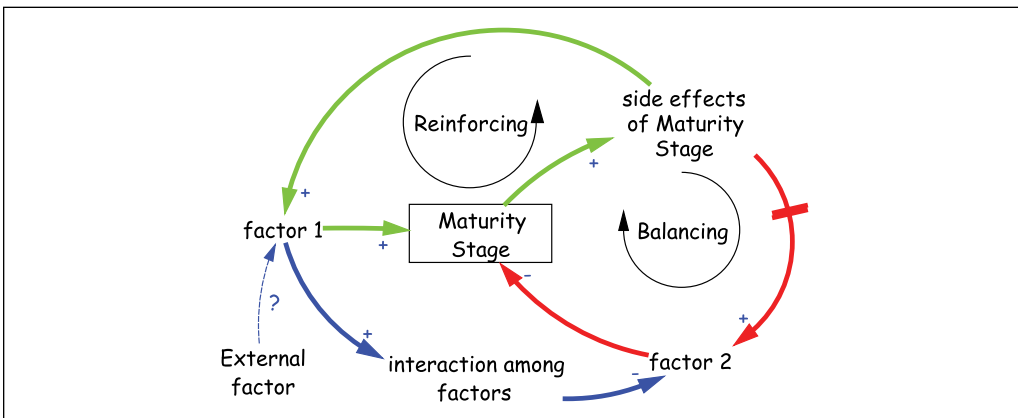 Reinforcing
side effects
of Maturity
Stage
+
+
factor 1
+
Maturity
Stage
Balancing
-
?
+
+
External
factor
interaction among
factors
-
factor 2